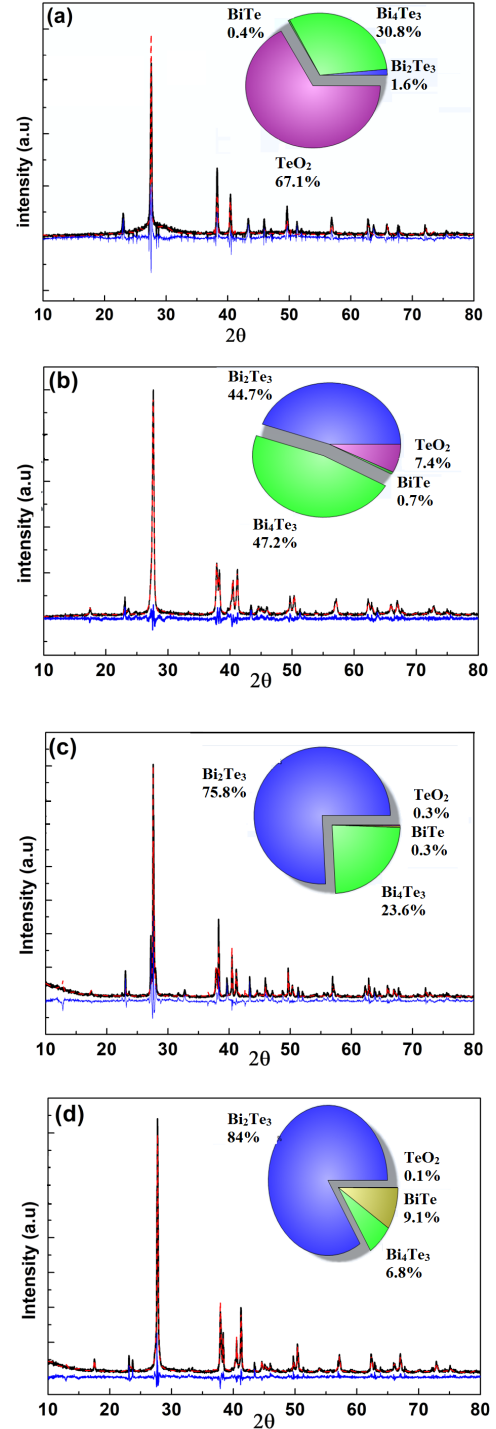 (a)
BiTe
0.4%
Bi₄Te₃
30.8%
Bi₂Te₃
1.6%
TeO₂
67.1%
intensity (a.u)
10 20 30 40 50 60 70 80
2θ
(b)
Bi₂Te₃
44.7%
TeO₂
7.4%
BiTe
0.7%
Bi₄Te₃
47.2%
intensity (a.u)
10 20 30 40 50 60 70 80
2θ
(c)
Bi₂Te₃
75.8%
TeO₂
0.3%
BiTe
0.3%
Bi₄Te₃
23.6%
Intensity (a.u)
10 20 30 40 50 60 70 80
2θ
(d)
Bi₂Te₃
84%
TeO₂
0.1%
BiTe
9.1%
Bi₄Te₃
6.8%
Intensity (a.u)
10 20 30 40 50 60 70 80
2θ